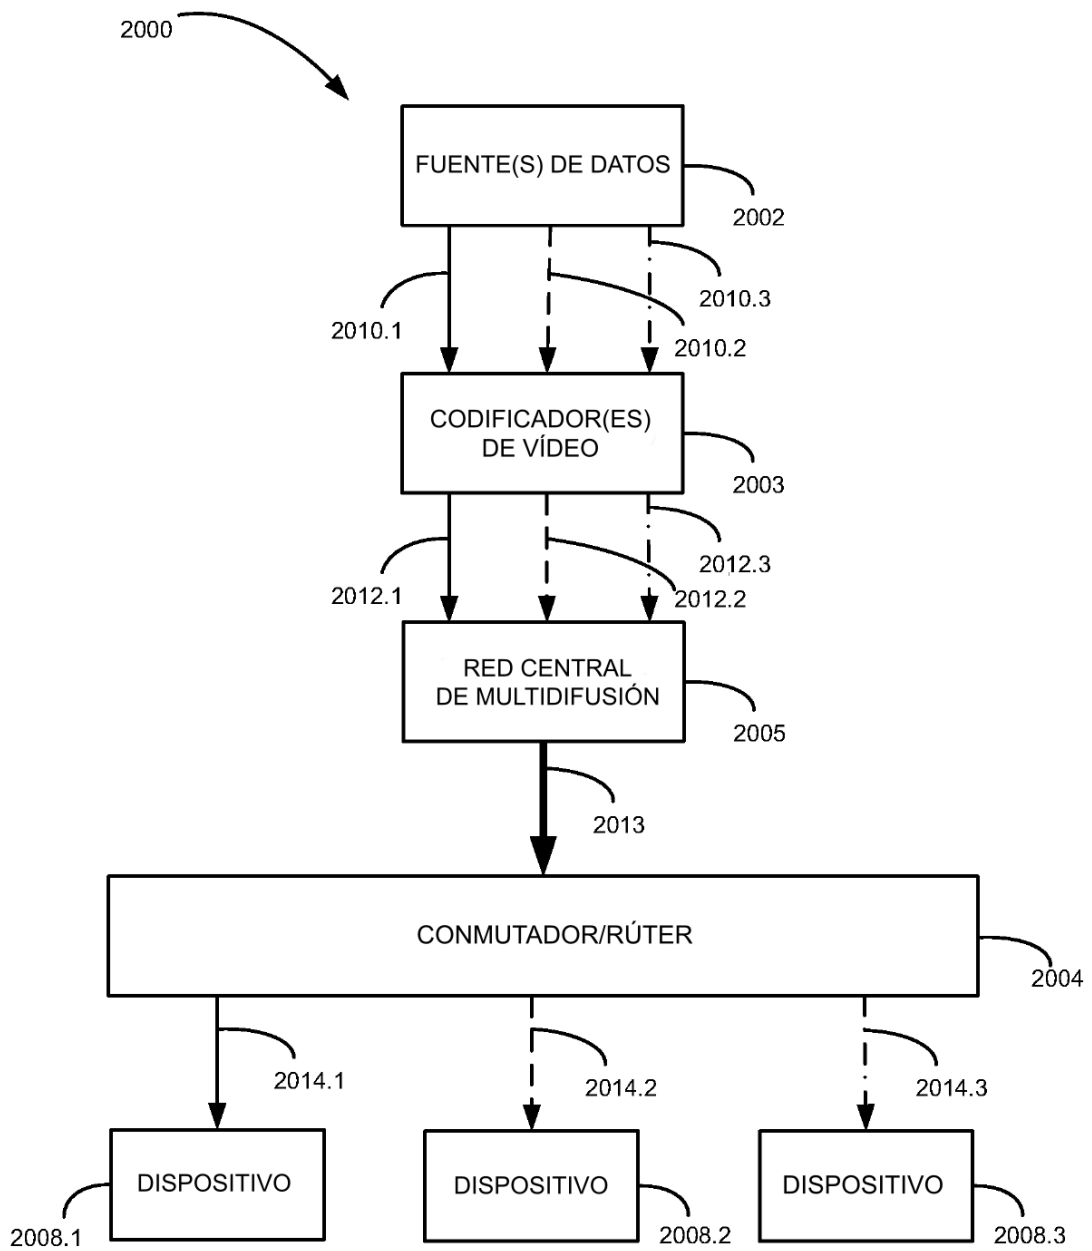 2000
FUENTE(S) DE DATOS
2002
2010.3
2010.1
2010.2
CODIFICADOR(ES)
DE VÍDEO
2003
2012.3
2012.1
2012.2
RED CENTRAL
DE MULTIDIFUSIÓN
2005
2013
CONMUTADOR/RÚTER
2004
2014.1
2014.2
2014.3
DISPOSITIVO
DISPOSITIVO
DISPOSITIVO
2008.1
2008.2
2008.3